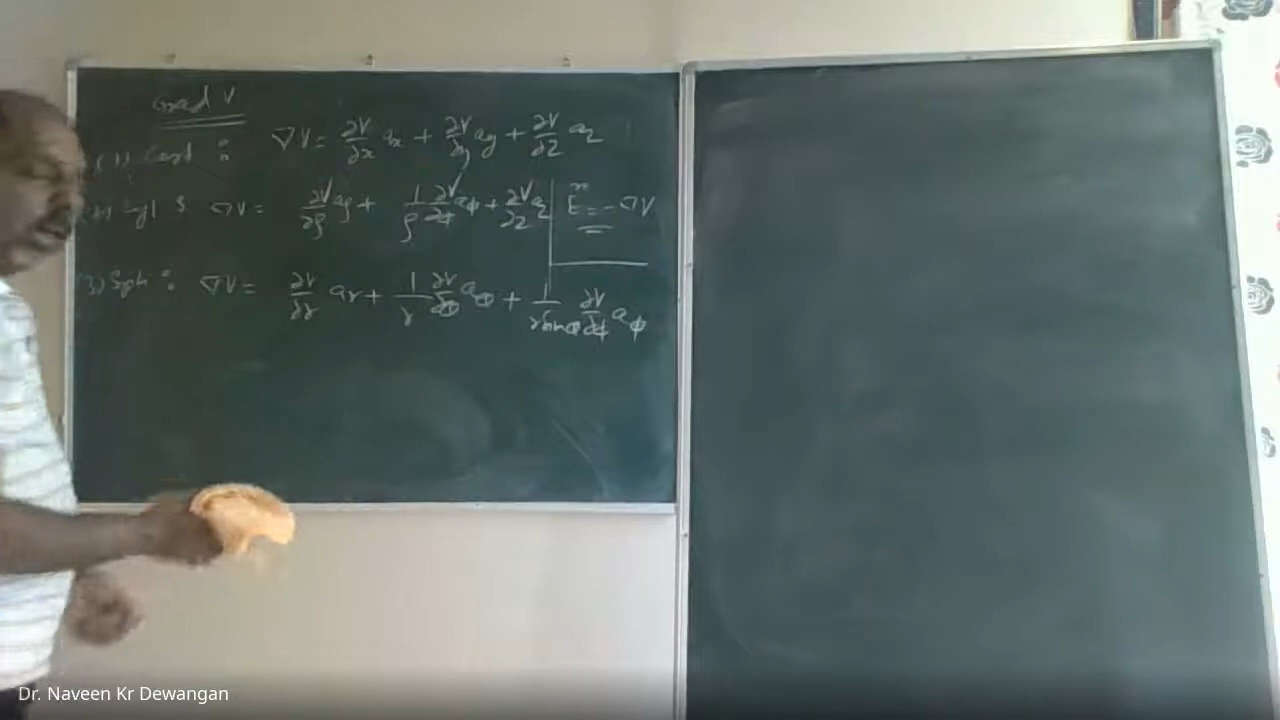 Grad V
(1) Cart : ∇V = ∂V/∂x ax + ∂V/∂y ay + ∂V/∂z az
(2) Cyl : ∇V = ∂V/∂ρ aρ + 1/ρ ∂V/∂φ aφ + ∂V/∂z az
E = -∇V
(3) Sph : ∇V = ∂V/∂r ar + 1/r ∂V/∂θ aθ + 1/r sinθ ∂V/∂φ aφ
Dr. Naveen Kr Dewangan